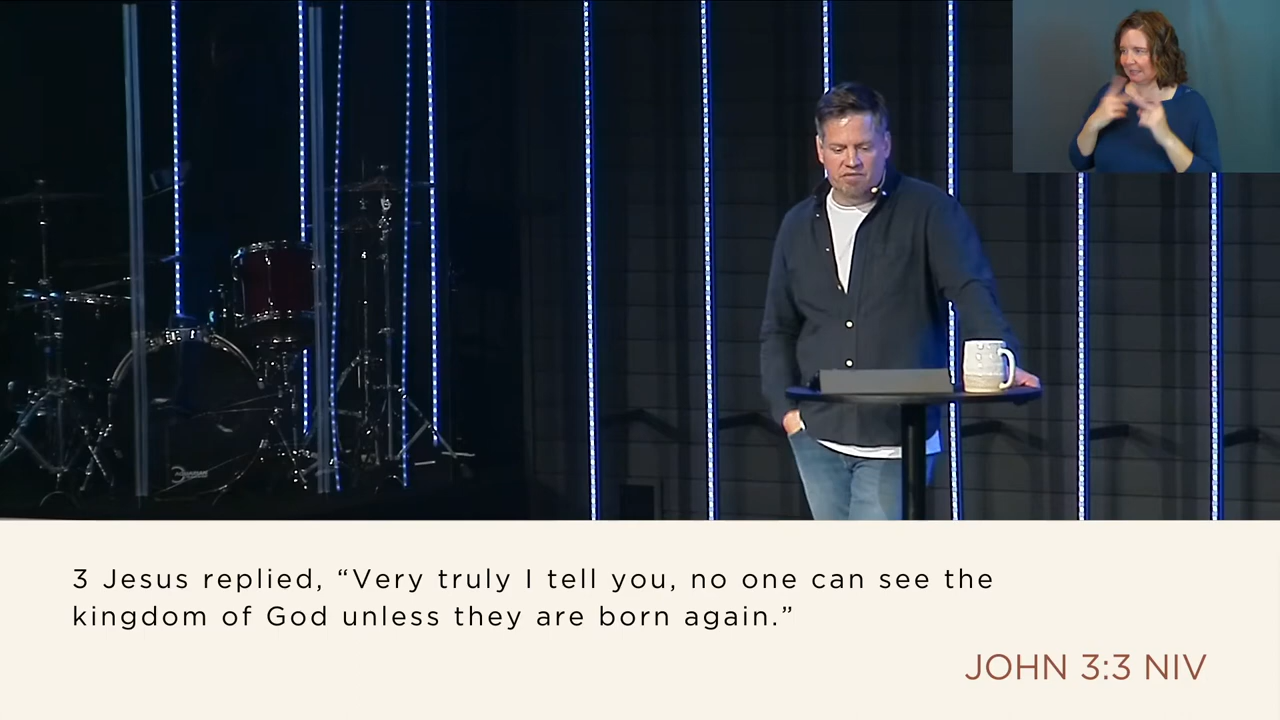 3 Jesus replied, “Very truly I tell you, no one can see the
kingdom of God unless they are born again.”
JOHN 3:3 NIV